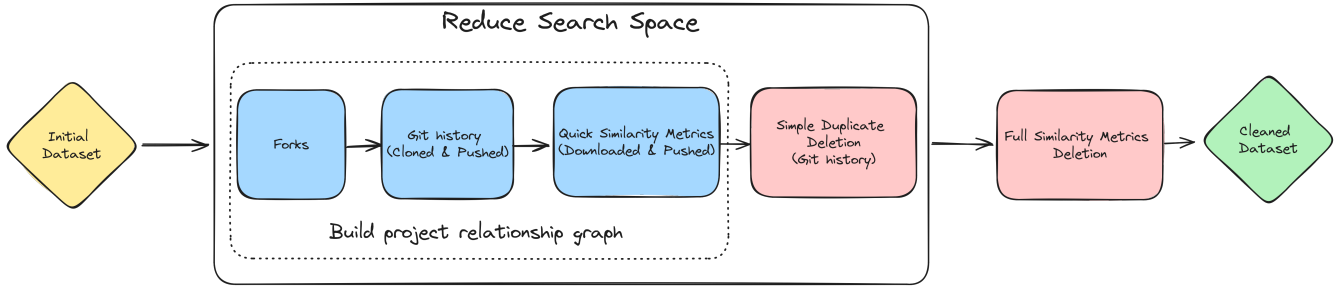 Reduce Search Space
Initial
Dataset
Forks
Git history
(Cloned & Pushed)
Quick Similarity Metrics
(Downloaded & Pushed)
Simple Duplicate
Deletion
(Git history)
Full Similarity Metrics
Deletion
Cleaned
Dataset
Build project relationship graph